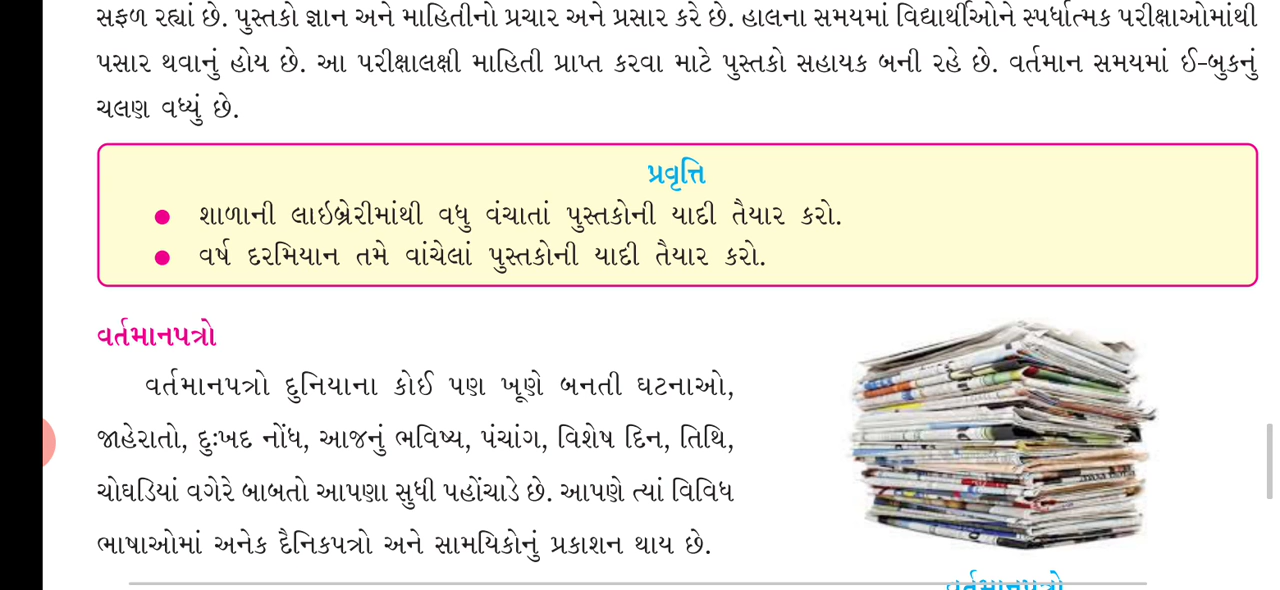 સફળ રહ્યાં છે. પુસ્તકો જ્ઞાન અને માહિતીનો પ્રચાર અને પ્રસાર કરે છે. હાલના સમયમાં વિદ્યાર્થીઓને સ્પર્ધાત્મક પરીક્ષાઓમાંથી
પસાર થવાનું હોય છે. આ પરીક્ષાલક્ષી માહિતી પ્રાપ્ત કરવા માટે પુસ્તકો સહાયક બની રહે છે. વર્તમાન સમયમાં ઈ-બુકનું
ચલણ વધ્યું છે.
પ્રવૃત્તિ
● શાળાની લાઇબ્રેરીમાંથી વધુ વંચાતાં પુસ્તકોની યાદી તૈયાર કરો.
● વર્ષ દરમિયાન તમે વાંચેલાં પુસ્તકોની યાદી તૈયાર કરો.
વર્તમાનપત્રો
વર્તમાનપત્રો દુનિયાના કોઈ પણ ખૂણે બનતી ઘટનાઓ,
જાહેરાતો, દુઃખદ નોંધ, આજનું ભવિષ્ય, પંચાંગ, વિશેષ દિન, તિથિ,
ચોઘડિયાં વગેરે બાબતો આપણા સુધી પહોંચાડે છે. આપણે ત્યાં વિવિધ
ભાષાઓમાં અનેક દૈનિકપત્રો અને સામયિકોનું પ્રકાશન થાય છે.
વર્તમાનપત્રો